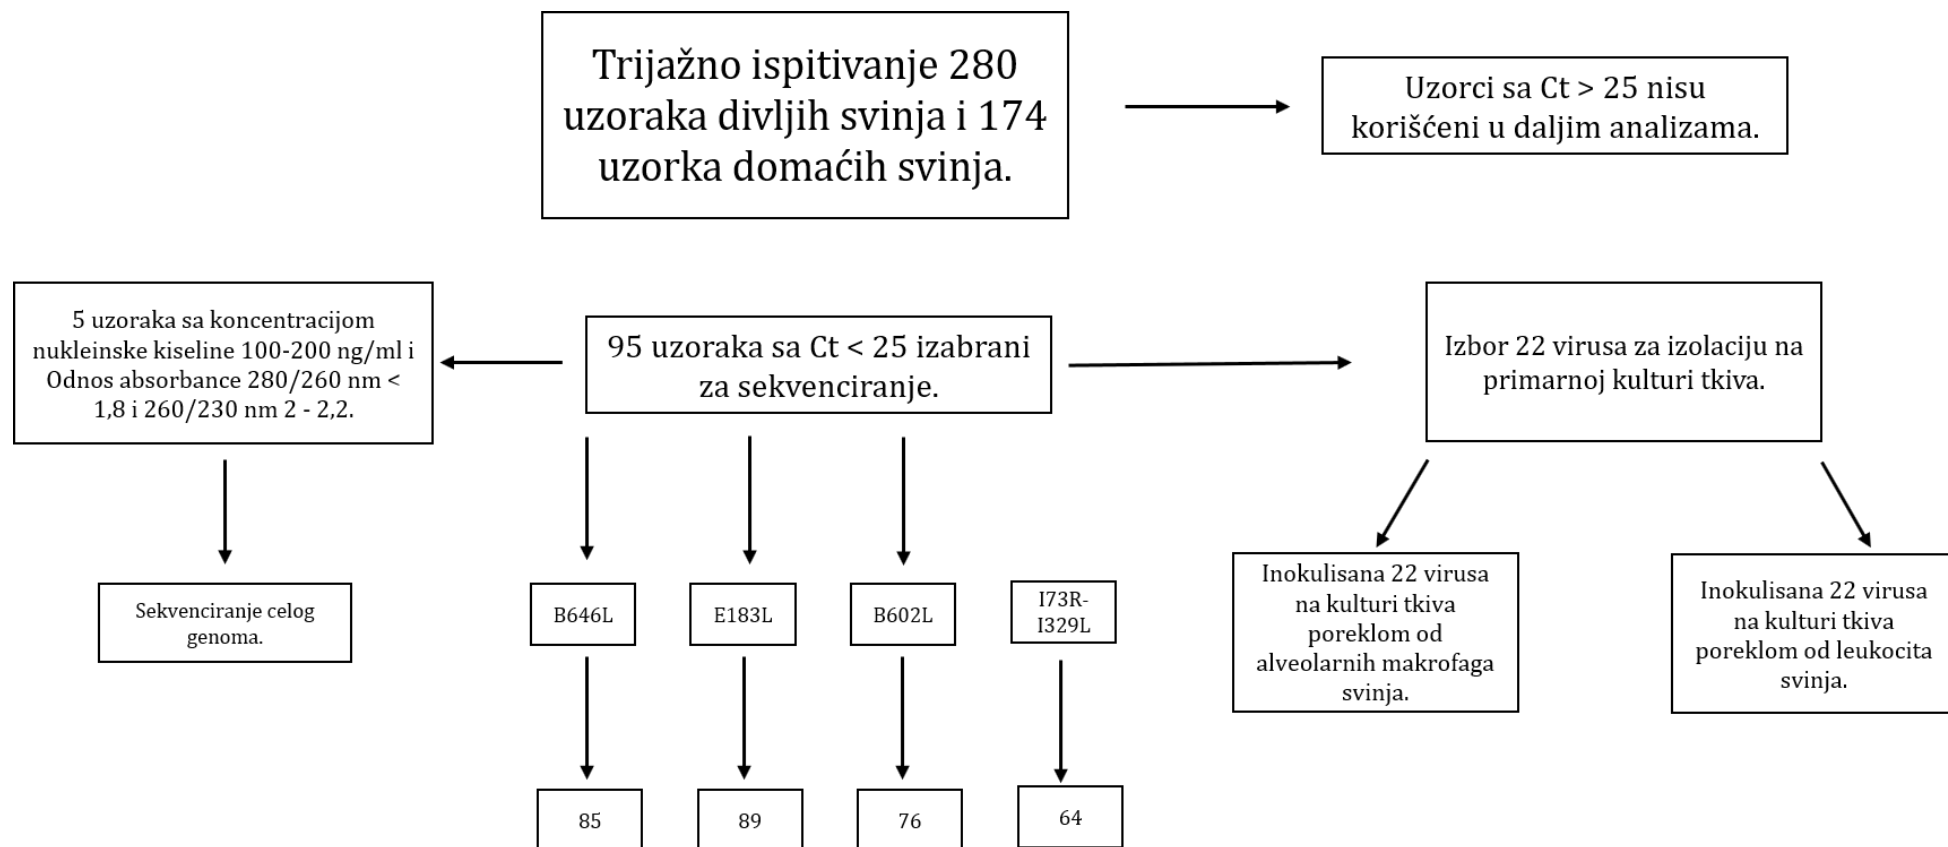 Trijažno ispitivanje 280
uzoraka divljih svinja i 174
uzorka domaćih svinja.
Uzorci sa Ct > 25 nisu
korišćeni u daljim analizama.
5 uzoraka sa koncentracijom
nukleinske kiseline 100-200 ng/ml i
Odnos absorbance 280/260 nm <
1,8 i 260/230 nm 2 - 2,2.
95 uzoraka sa Ct < 25 izabrani
za sekvenciranje.
Izbor 22 virusa za izolaciju na
primarnoj kulturi tkiva.
Sekvenciranje celog
genoma.
B646L
E183L
B602L
I73R-
I329L
Inokulisana 22 virusa
na kulturi tkiva
poreklom od
alveolarnih makrofaga
svinja.
Inokulisana 22 virusa
na kulturi tkiva
poreklom od leukocita
svinja.
85
89
76
64